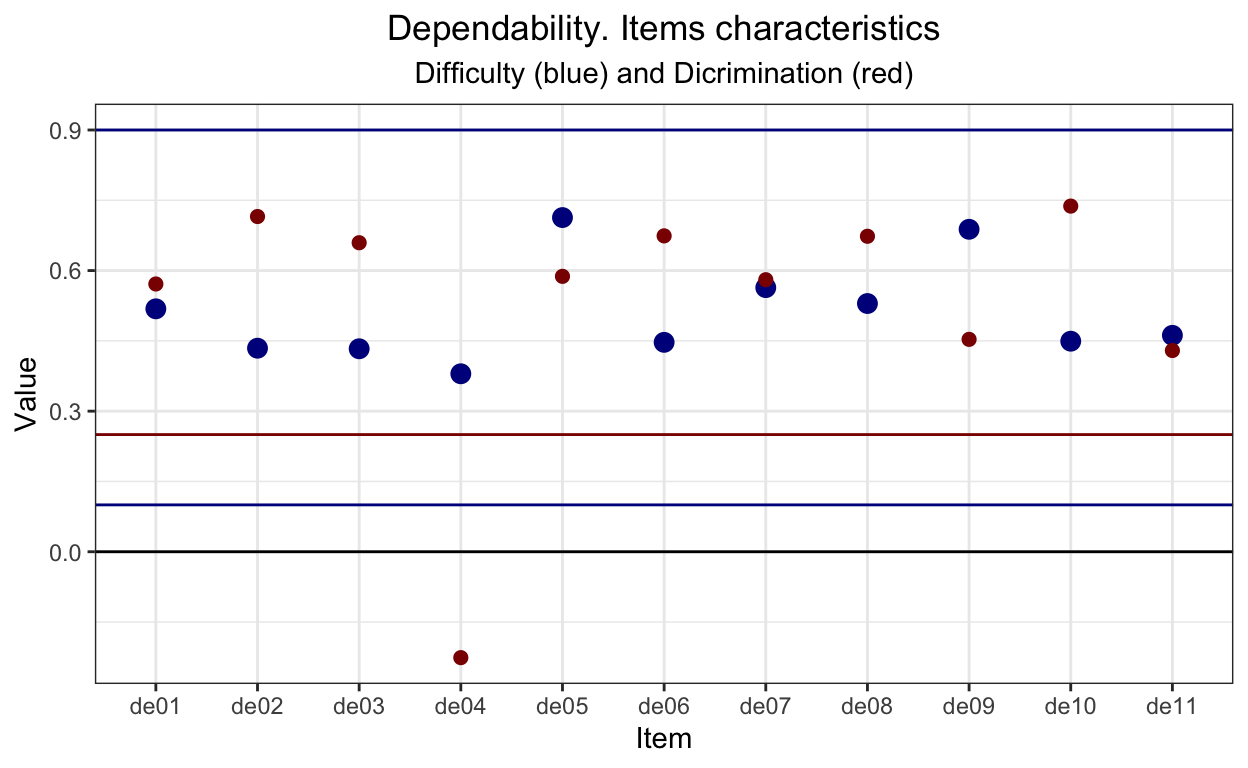 Dependability. Items characteristics
Difficulty (blue) and Dicrimination (red)
Value
0.9
0.6
0.3
0.0
de01 de02 de03 de04 de05 de06 de07 de08 de09 de10 de11
Item